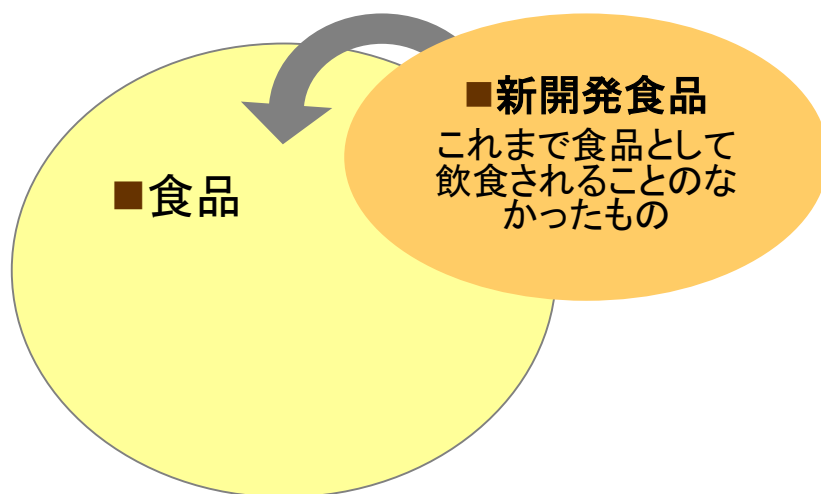 ■新開発食品
これまで食品として
飲食されることのな
かったもの
■食品